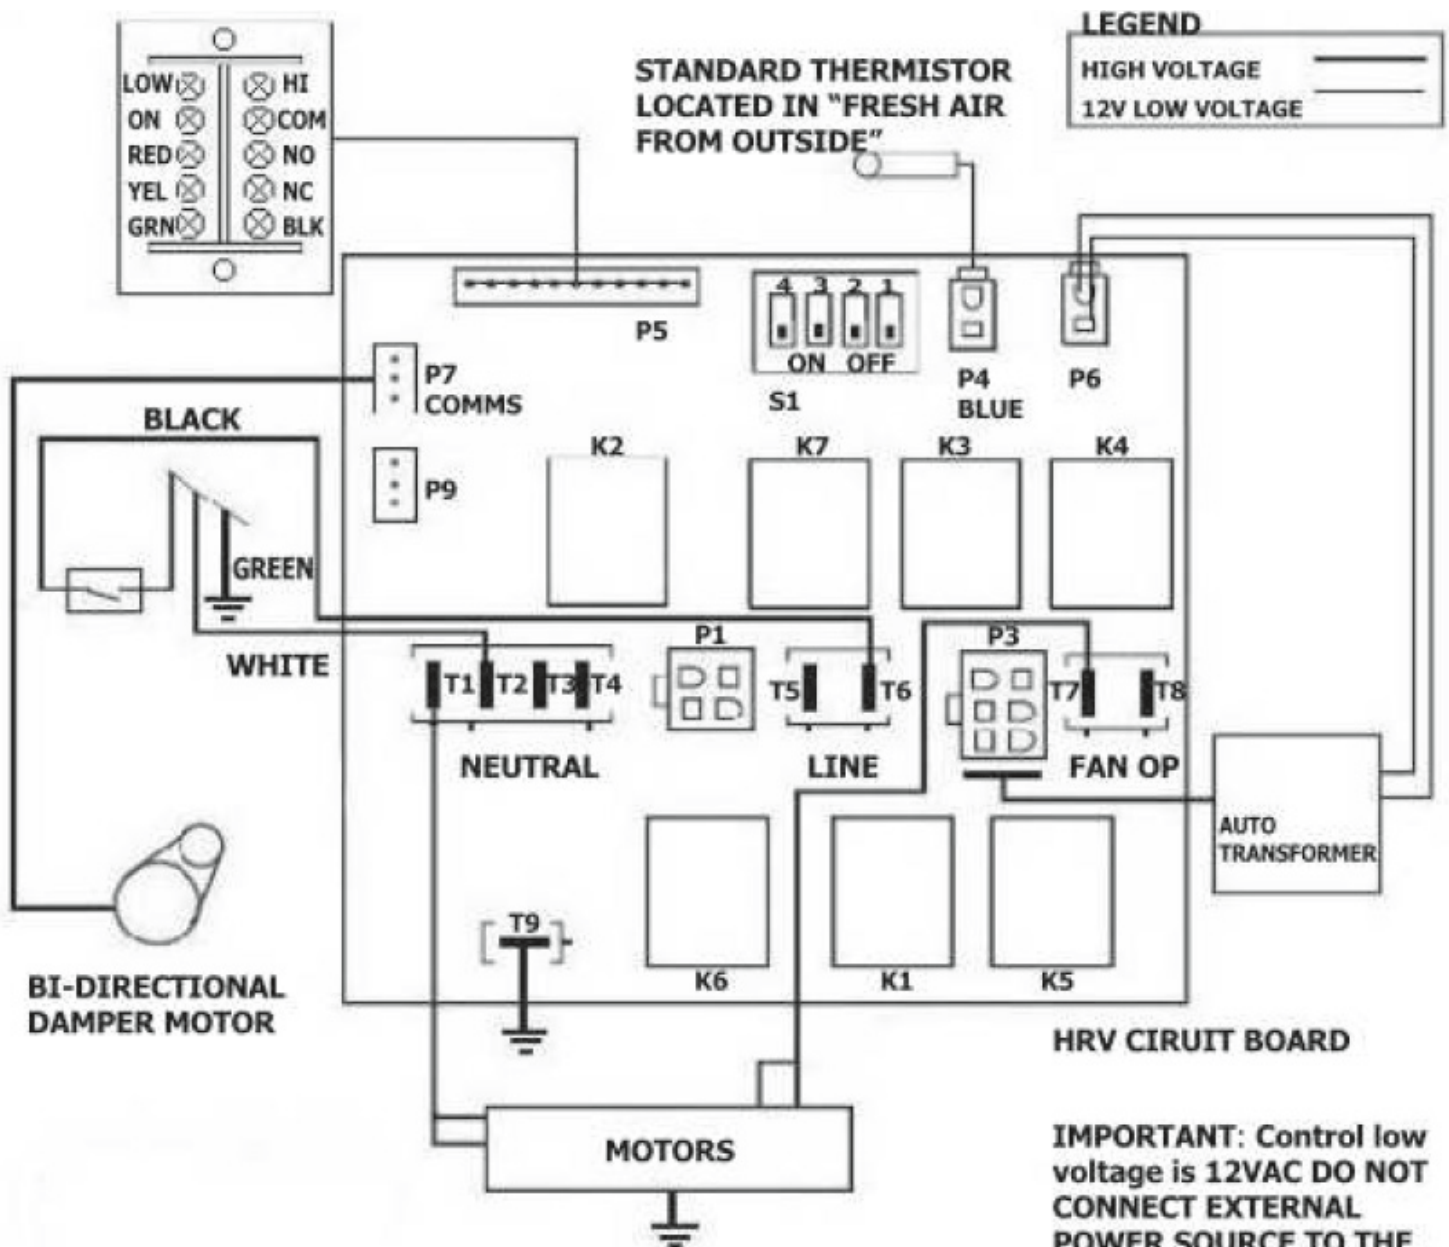 LEGEND
HIGH VOLTAGE
12V LOW VOLTAGE
STANDARD THERMISTOR
LOCATED IN “FRESH AIR
FROM OUTSIDE”
LOW HI
ON COM
RED NO
YEL NC
GRN BLK
P5
4 3 2 1
ON OFF
S1
P4
BLUE
P6
P7
COMMS
P9
BLACK
GREEN
WHITE
K2
K7
K3
K4
P1
P3
T1 T2 T3 T4
T5 T6
T7 T8
NEUTRAL
LINE
FAN OP
AUTO
TRANSFORMER
T9
K6
K1
K5
BI-DIRECTIONAL
DAMPER MOTOR
MOTORS
HRV CIRUIT BOARD
IMPORTANT: Control low
voltage is 12VAC DO NOT
CONNECT EXTERNAL
POWER SOURCE TO THE